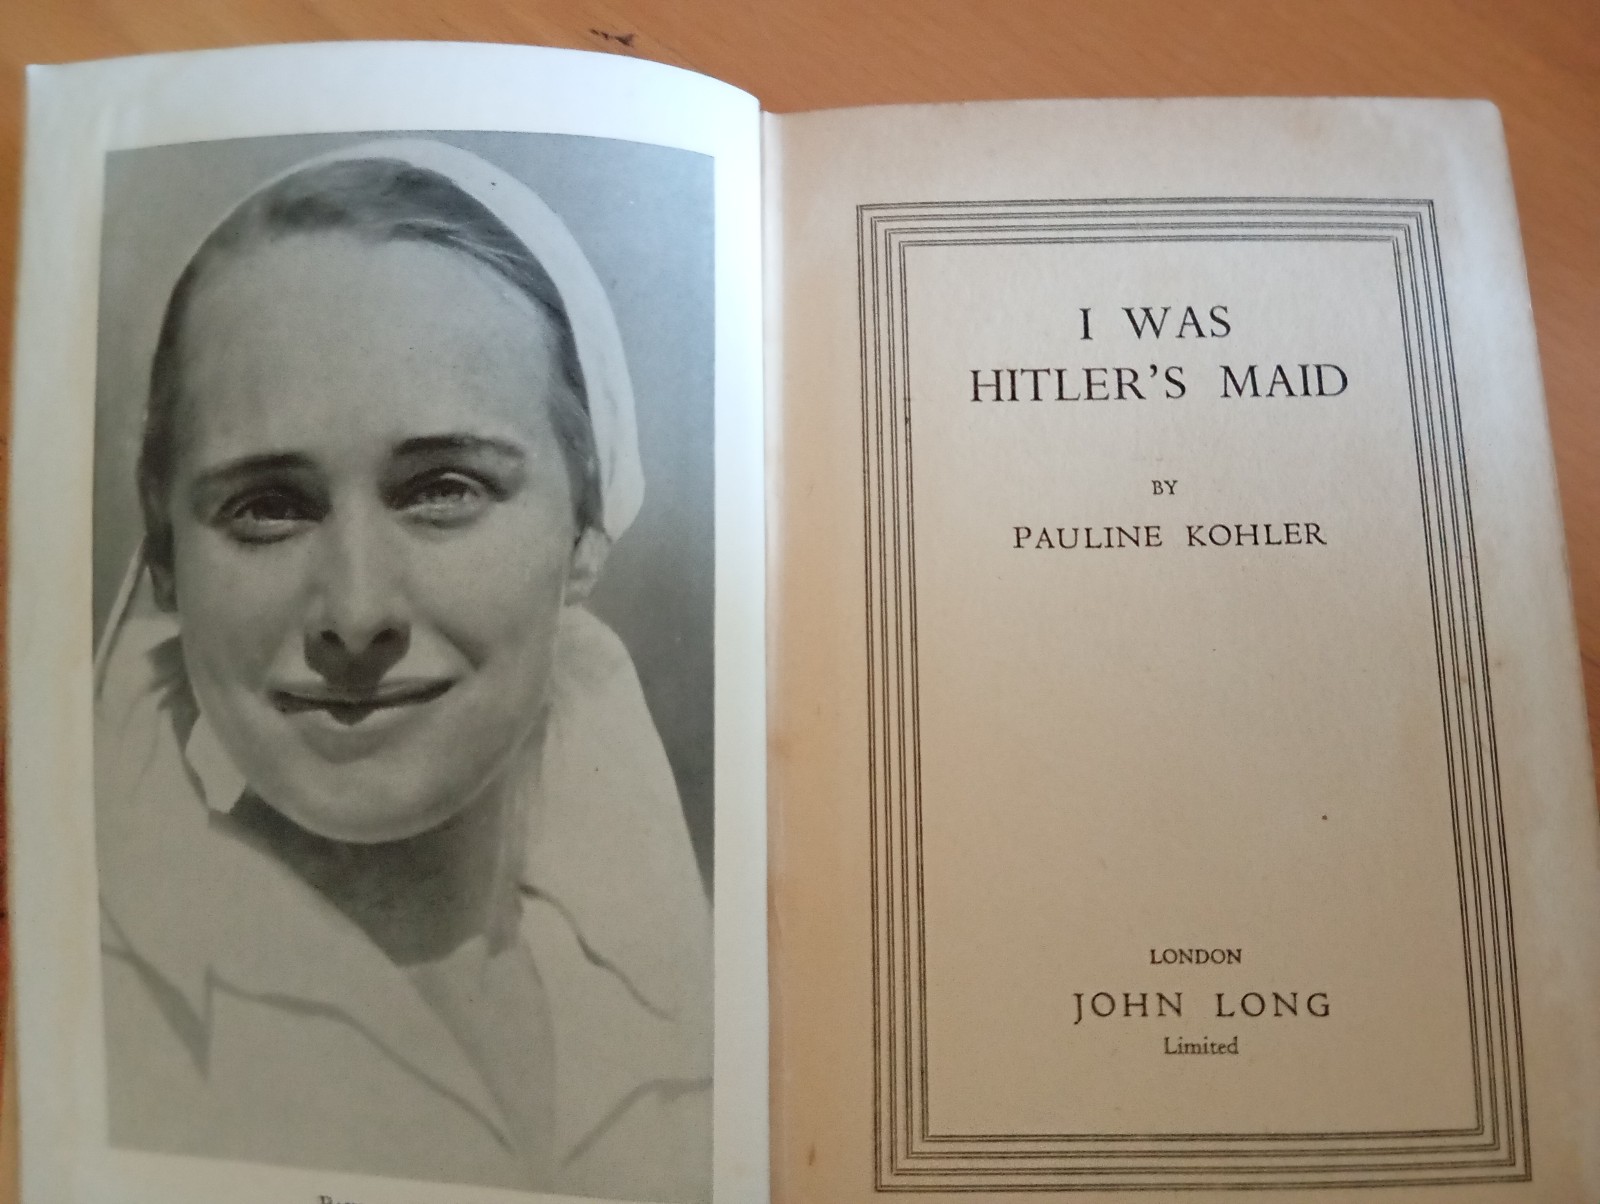 I WAS
HITLER'S MAID
BY
PAULINE KOHLER
LONDON
JOHN LONG
Limited